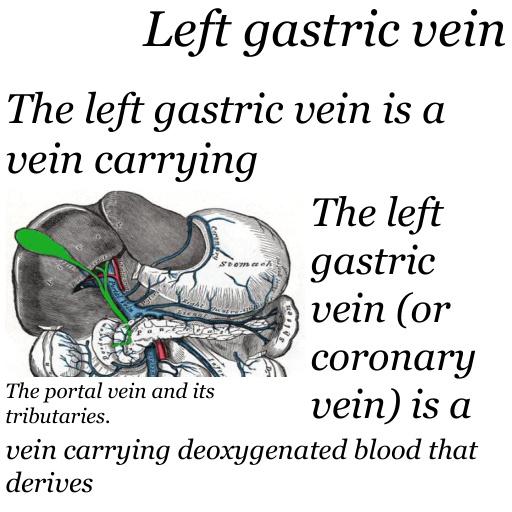 Left gastric vein
The left gastric vein is a
vein carrying
The left
gastric
vein (or
coronary
vein) is a
Stomach
The portal vein and its
tributaries.
vein carrying deoxygenated blood that
derives